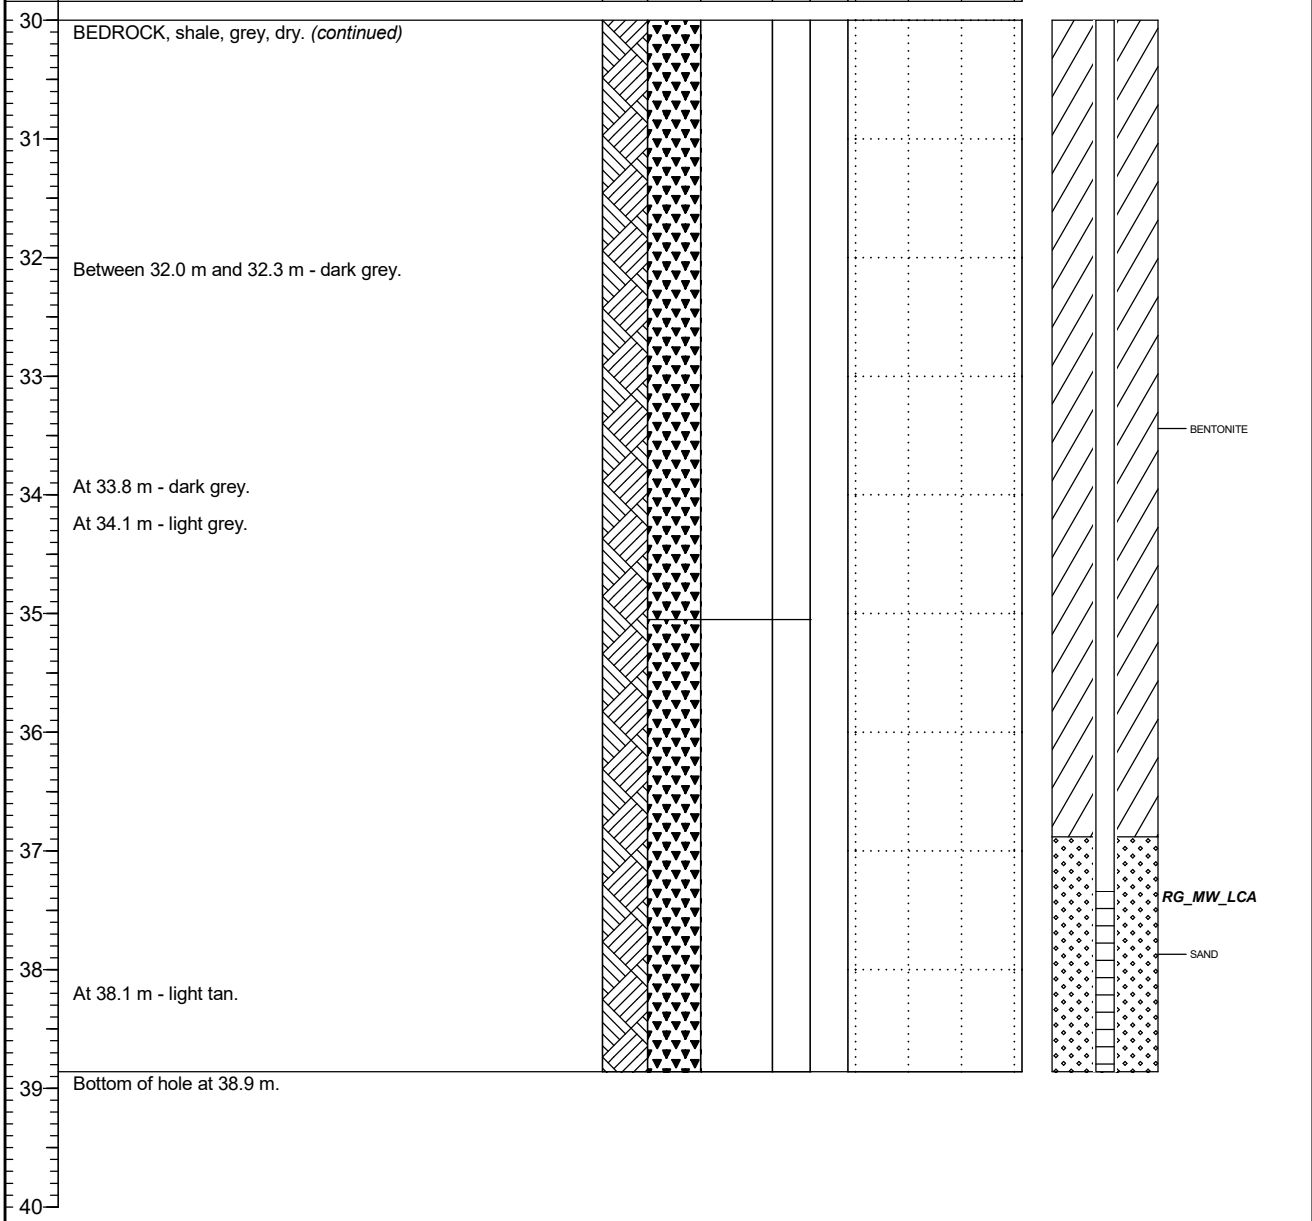 30
BEDROCK, shale, grey, dry. (continued)
31
32
Between 32.0 m and 32.3 m - dark grey.
33
BENTONITE
34
At 33.8 m - dark grey.
At 34.1 m - light grey.
35
36
37
RG_MW_LCA
SAND
38
At 38.1 m - light tan.
39
Bottom of hole at 38.9 m.
40